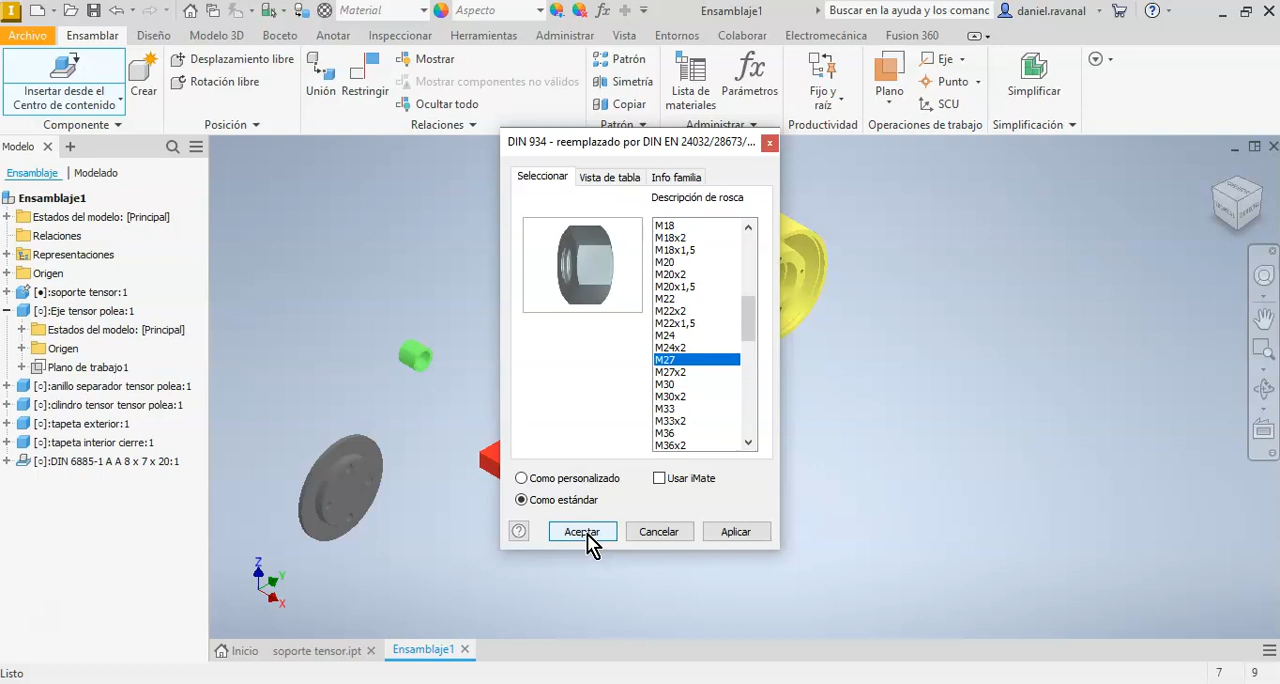 Material
Aspecto
Ensamblaje1
Buscar en la ayuda y los comanc
daniel.ravanal
Archivo Ensamblar Diseño Modelo 3D Boceto Anotar Inspeccionar Herramientas Administrar Vista Entornos Colaborar Electromecánica Fusion 360
Insertar desde el
Centro de contenido
Crear
Desplazamiento libre
Rotación libre
Unión
Restringir
Mostrar
Mostrar componentes no válidos
Ocultar todo
Patrón
Simetría
Copiar
Lista de
materiales
fx
Parámetros
Fijo y
raíz
Plano
Eje
Punto
SCU
Simplificar
Componente
Posición
Relaciones
Patrón
Administrar
Productividad
Operaciones de trabajo
Simplificación
Modelo
Ensamblaje
Modelado
Ensamblaje1
Estados del modelo: [Principal]
Relaciones
Representaciones
Origen
[●]:soporte tensor:1
[○]:Eje tensor polea:1
Estados del modelo: [Principal]
Origen
Plano de trabajo1
[○]:anillo separador tensor polea:1
[○]:cilindro tensor tensor polea:1
[○]:tapeta exterior:1
[○]:tapeta interior cierre:1
[○]:DIN 6885-1 A A 8 x 7 x 20:1
DIN 934 - reemplazado por DIN EN 24032/28673/...
Seleccionar
Vista de tabla
Info familia
Descripción de rosca
M18
M18x2
M18x1,5
M20
M20x2
M20x1,5
M22
M22x2
M22x1,5
M24
M24x2
M27
M27x2
M30
M30x2
M33
M33x2
M36
M36x2
Como personalizado
Usar iMate
Como estándar
Aceptar
Cancelar
Aplicar
Z
Y
X
Inicio
soporte tensor.ipt
Ensamblaje1
Listo
7
9